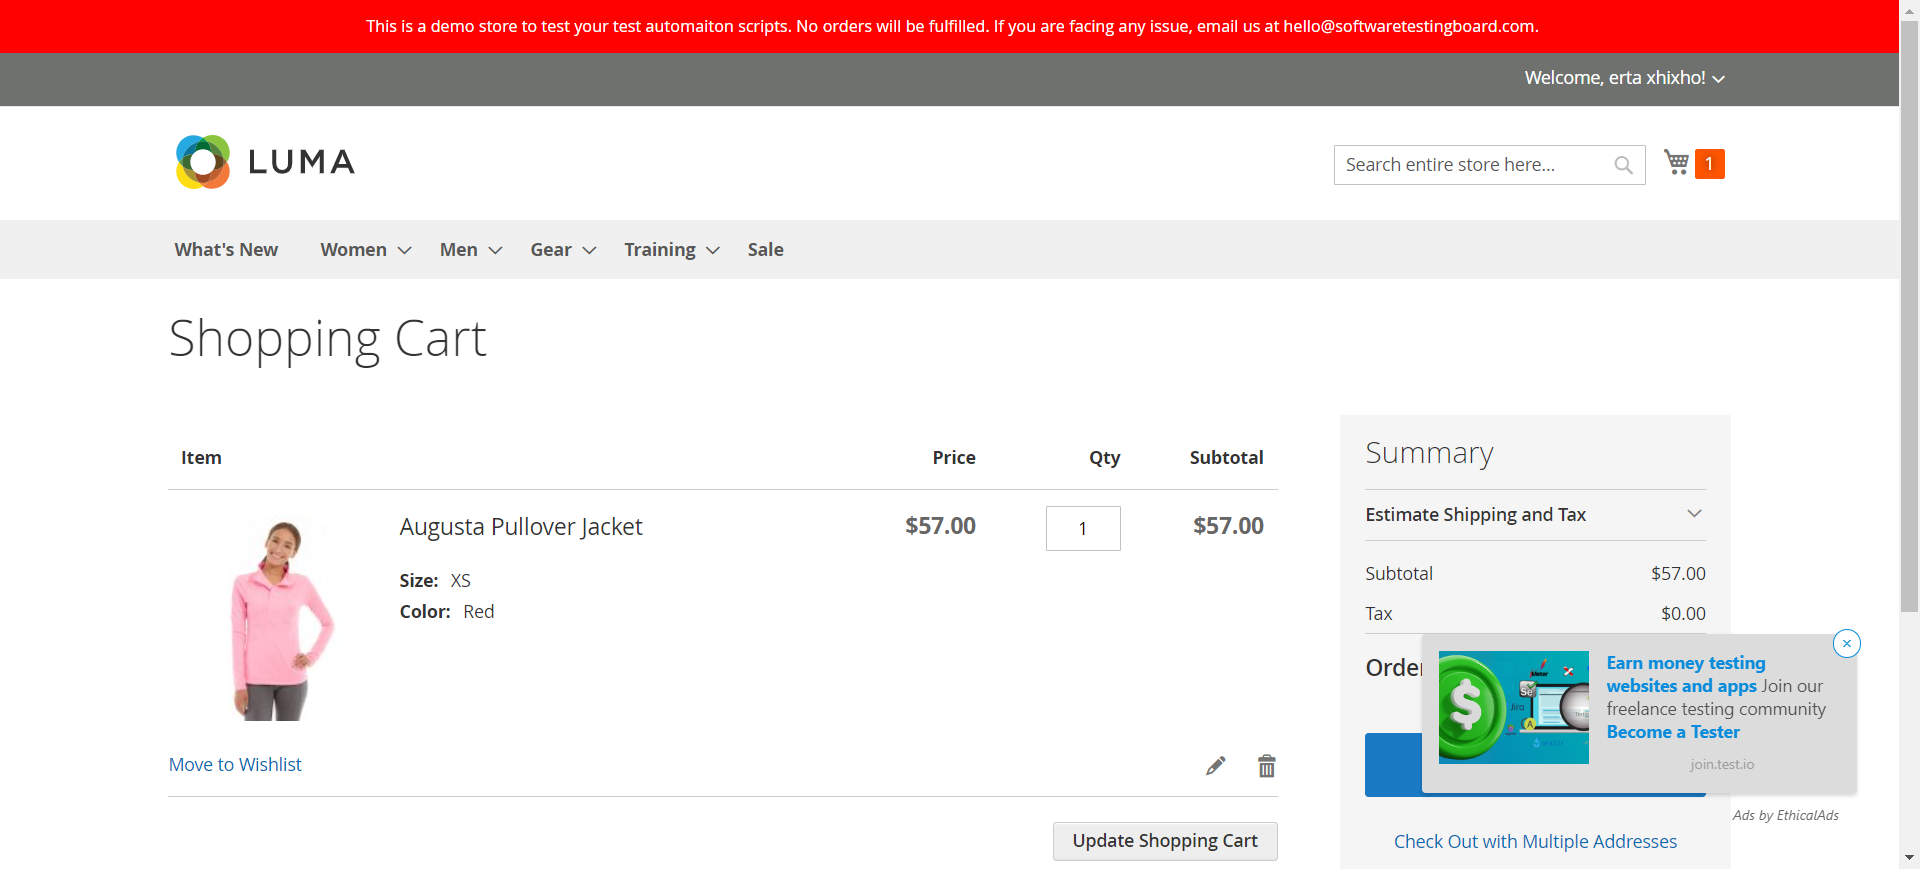 This is a demo store to test your test automaiton scripts. No orders will be fulfilled. If you are facing any issue, email us at hello@softwaretestingboard.com.
Welcome, erta xhixho!
LUMA
Search entire store here...
1
What's New Women Men Gear Training Sale
Shopping Cart
Item Price Qty Subtotal
Augusta Pullover Jacket $57.00 1 $57.00
Size: XS
Color: Red
Move to Wishlist
Update Shopping Cart
Summary
Estimate Shipping and Tax
Subtotal $57.00
Tax $0.00
Earn money testing
websites and apps Join our
freelance testing community
Become a Tester
join.test.io
Ads by EthicalAds
Check Out with Multiple Addresses